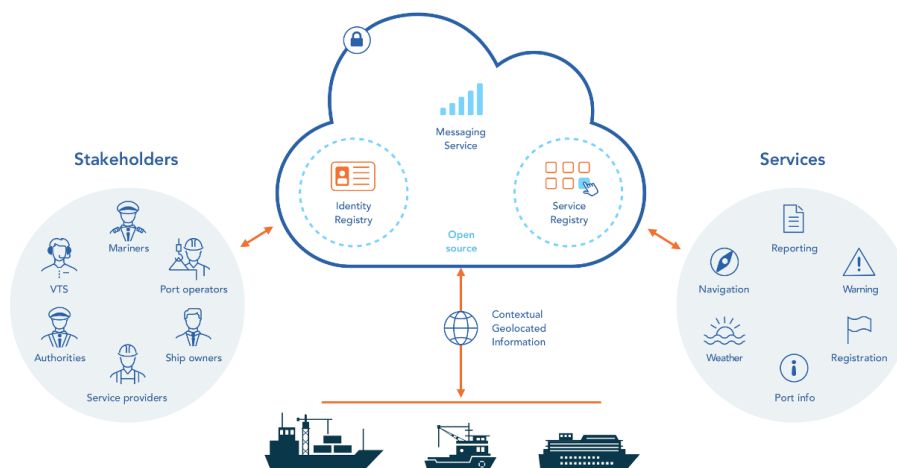 Messaging
Service
Stakeholders
Services
Identity
Registry
Service
Registry
Open
source
Mariners
VTS
Port operators
Authorities
Ship owners
Service providers
Reporting
Navigation
Warning
Weather
Registration
Port info
Contextual
Geolocated
Information